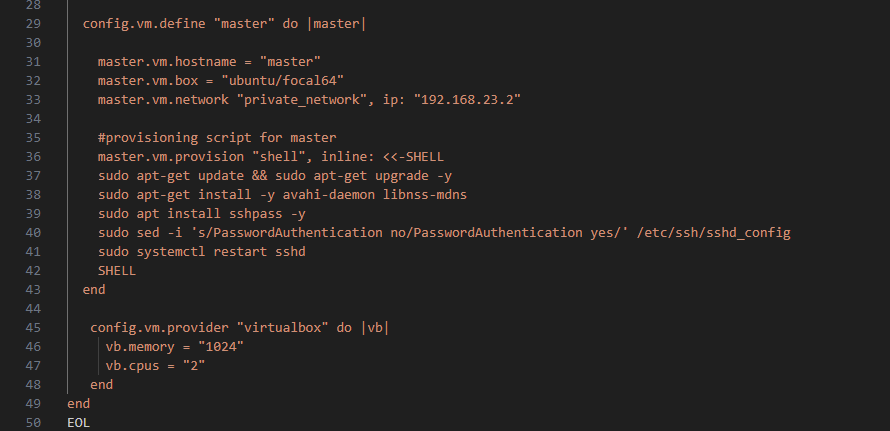 28
29 config.vm.define "master" do |master|
30
31 master.vm.hostname = "master"
32 master.vm.box = "ubuntu/focal64"
33 master.vm.network "private_network", ip: "192.168.23.2"
34
35 #provisioning script for master
36 master.vm.provision "shell", inline: <<-SHELL
37 sudo apt-get update && sudo apt-get upgrade -y
38 sudo apt-get install -y avahi-daemon libnss-mdns
39 sudo apt install sshpass -y
40 sudo sed -i 's/PasswordAuthentication no/PasswordAuthentication yes/' /etc/ssh/sshd_config
41 sudo systemctl restart sshd
42 SHELL
43 end
44
45 config.vm.provider "virtualbox" do |vb|
46 vb.memory = "1024"
47 vb.cpus = "2"
48 end
49 end
50 EOL